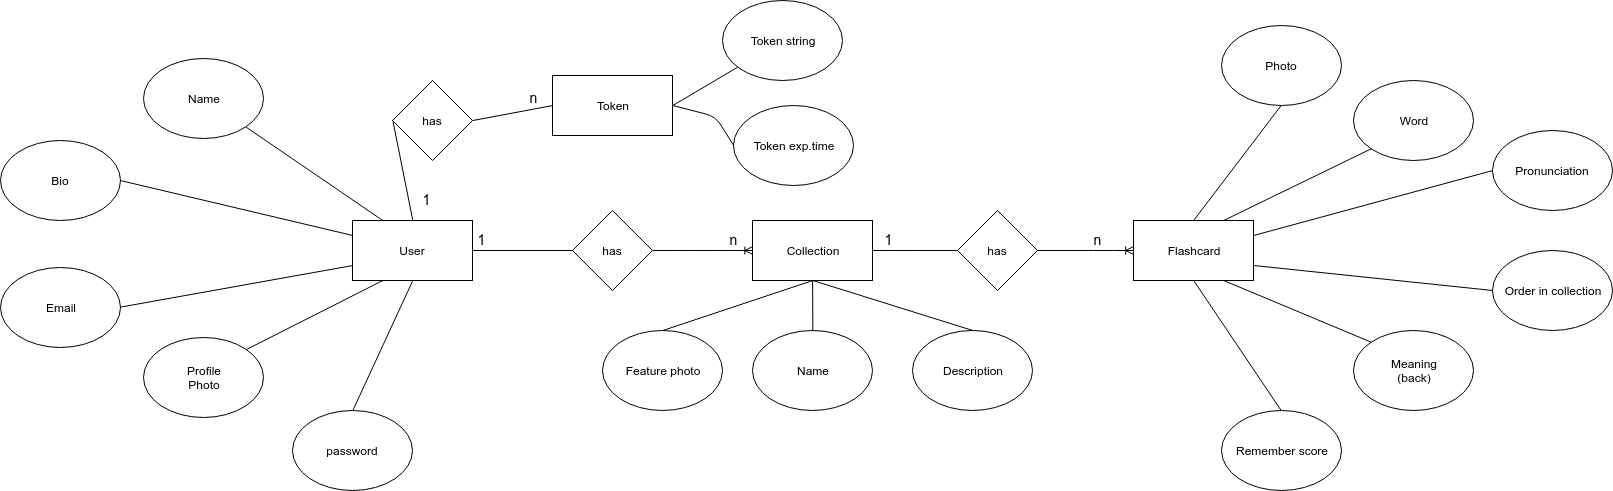 Token string
Photo
Name
has
n
Token
Word
Token exp.time
Bio
Pronunciation
1
User
1
has
n
Collection
1
has
n
Flashcard
Order in collection
Email
Profile
Photo
Feature photo
Name
Description
Meaning
(back)
password
Remember score